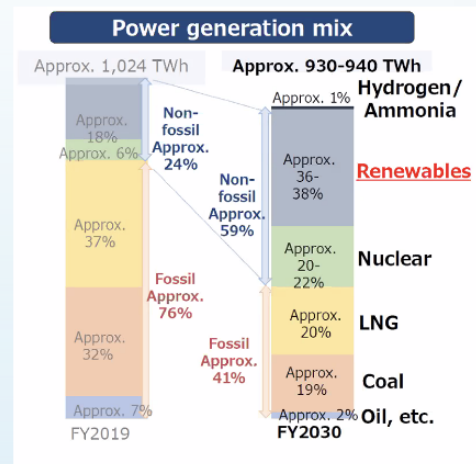 Power generation mix
Approx. 1,024 TWh
Approx. 930-940 TWh
Approx.
18%
Approx. 6%
Approx.
37%
Approx.
32%
Approx. 7%
FY2019
Non-
fossil
Approx.
24%
Fossil
Approx.
76%
Non-
fossil
Approx.
59%
Fossil
Approx.
41%
Approx. 1%
Approx.
36-
38%
Approx.
20-
22%
Approx.
20%
Approx.
19%
Approx. 2%
FY2030
Hydrogen/
Ammonia
Renewables
Nuclear
LNG
Coal
Oil, etc.